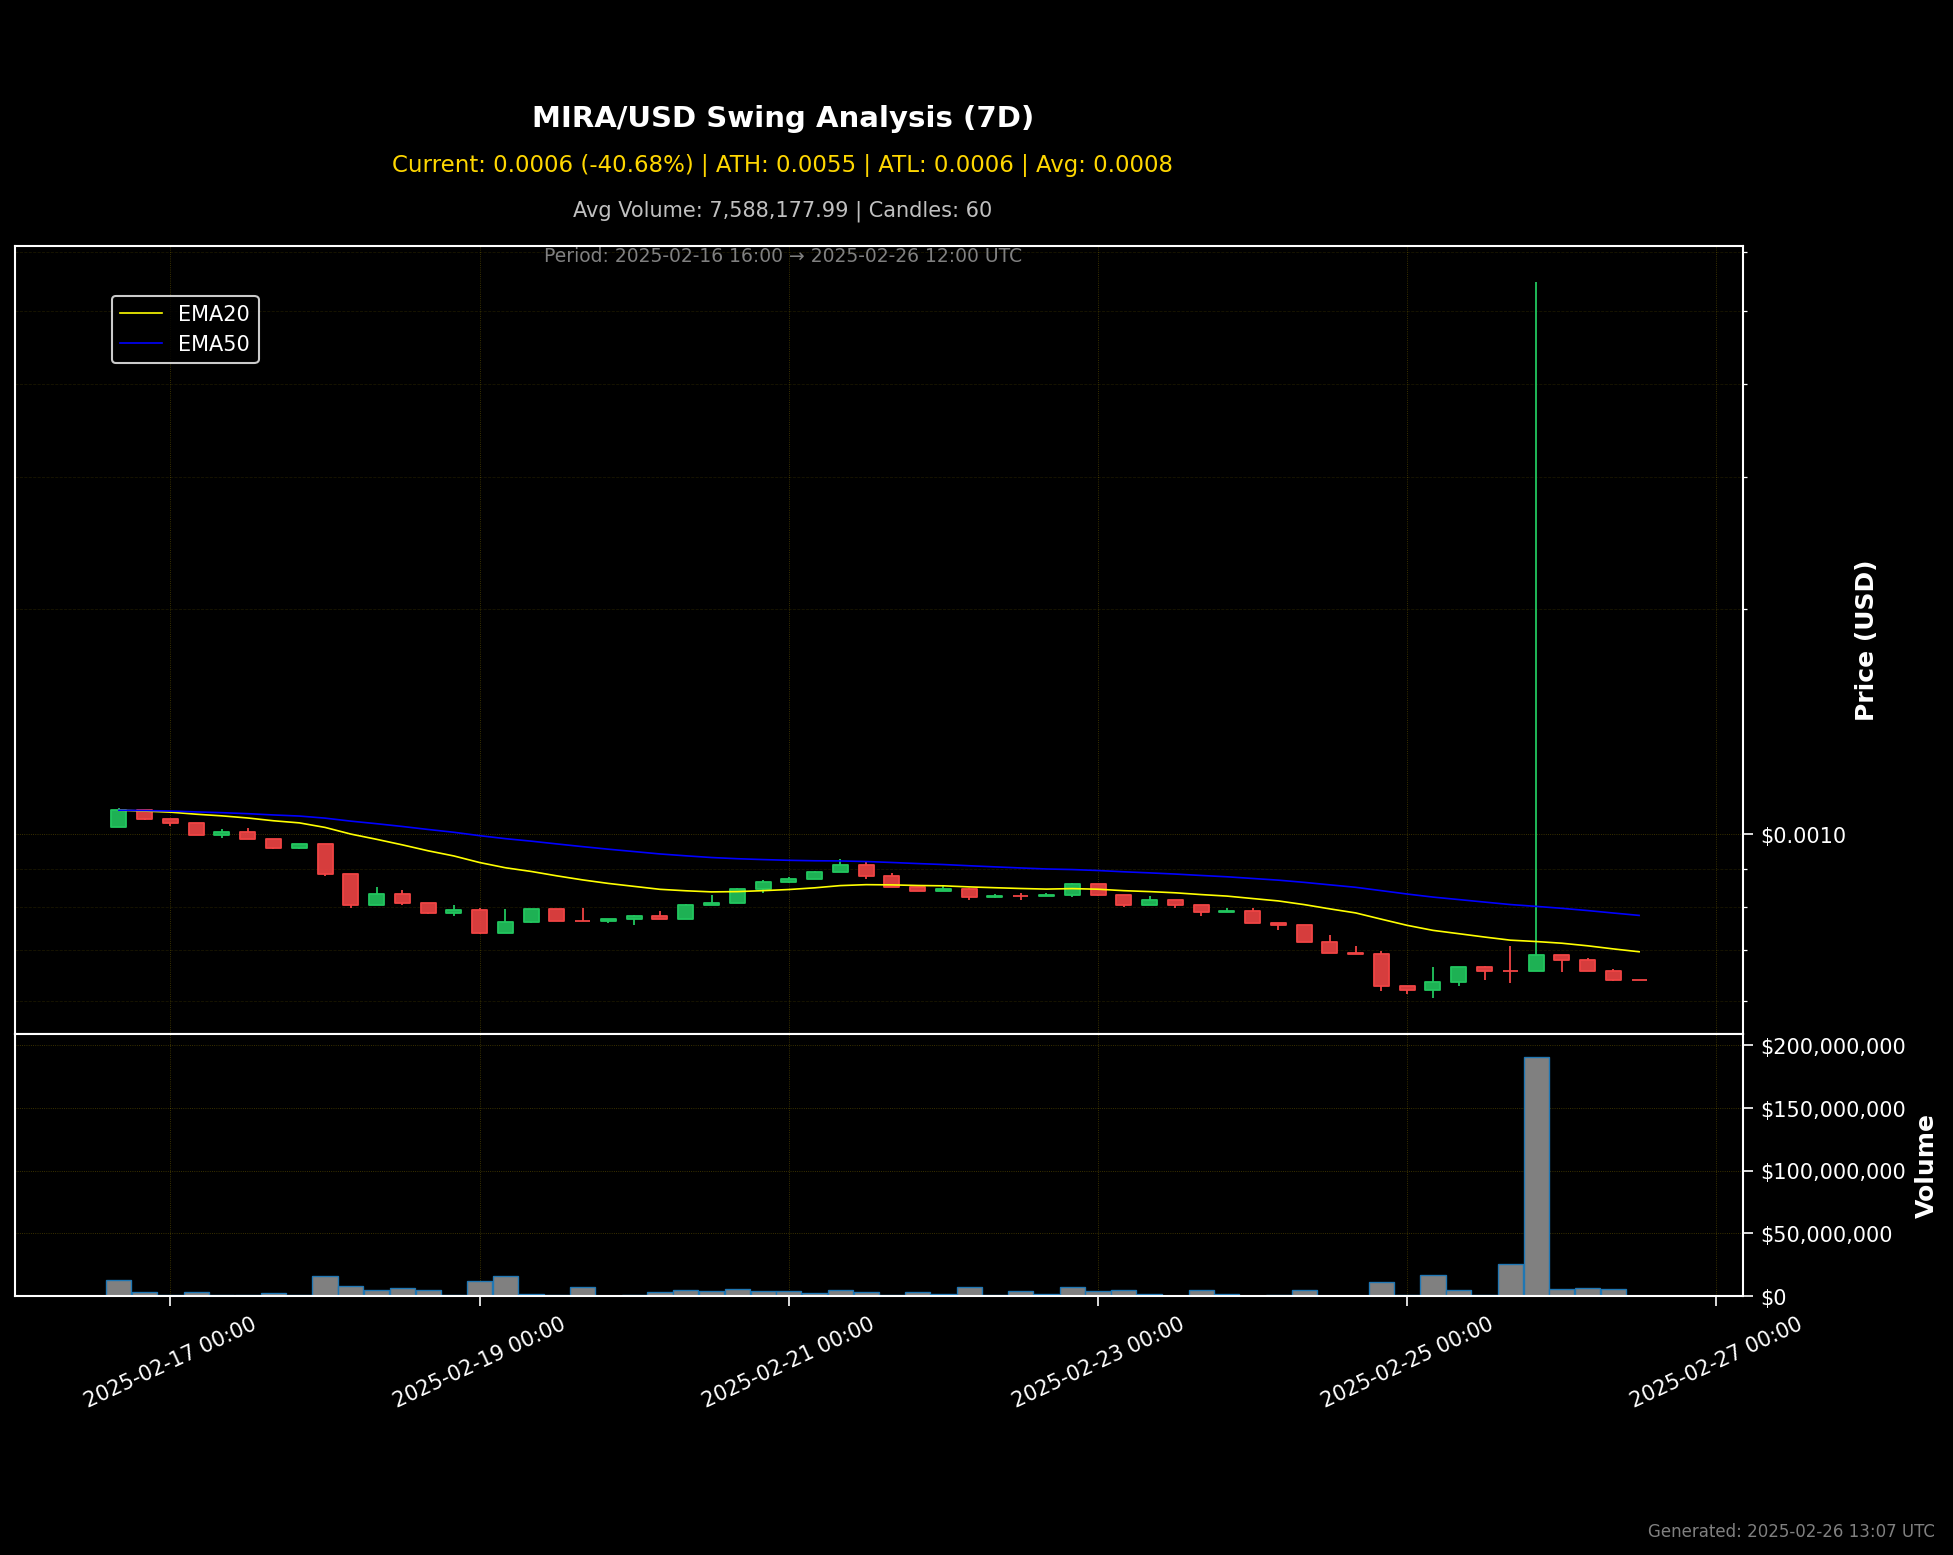 MIRA/USD Swing Analysis (7D)
Current: 0.0006 (-40.68%) | ATH: 0.0055 | ATL: 0.0006 | Avg: 0.0008
Avg Volume: 7,588,177.99 | Candles: 60
Period: 2025-02-16 16:00 → 2025-02-26 12:00 UTC
EMA20
EMA50
Price (USD)
$0.0010
$200,000,000
$150,000,000
$100,000,000
$50,000,000
$0
Volume
2025-02-17 00:00
2025-02-19 00:00
2025-02-21 00:00
2025-02-23 00:00
2025-02-25 00:00
2025-02-27 00:00
Generated: 2025-02-26 13:07 UTC